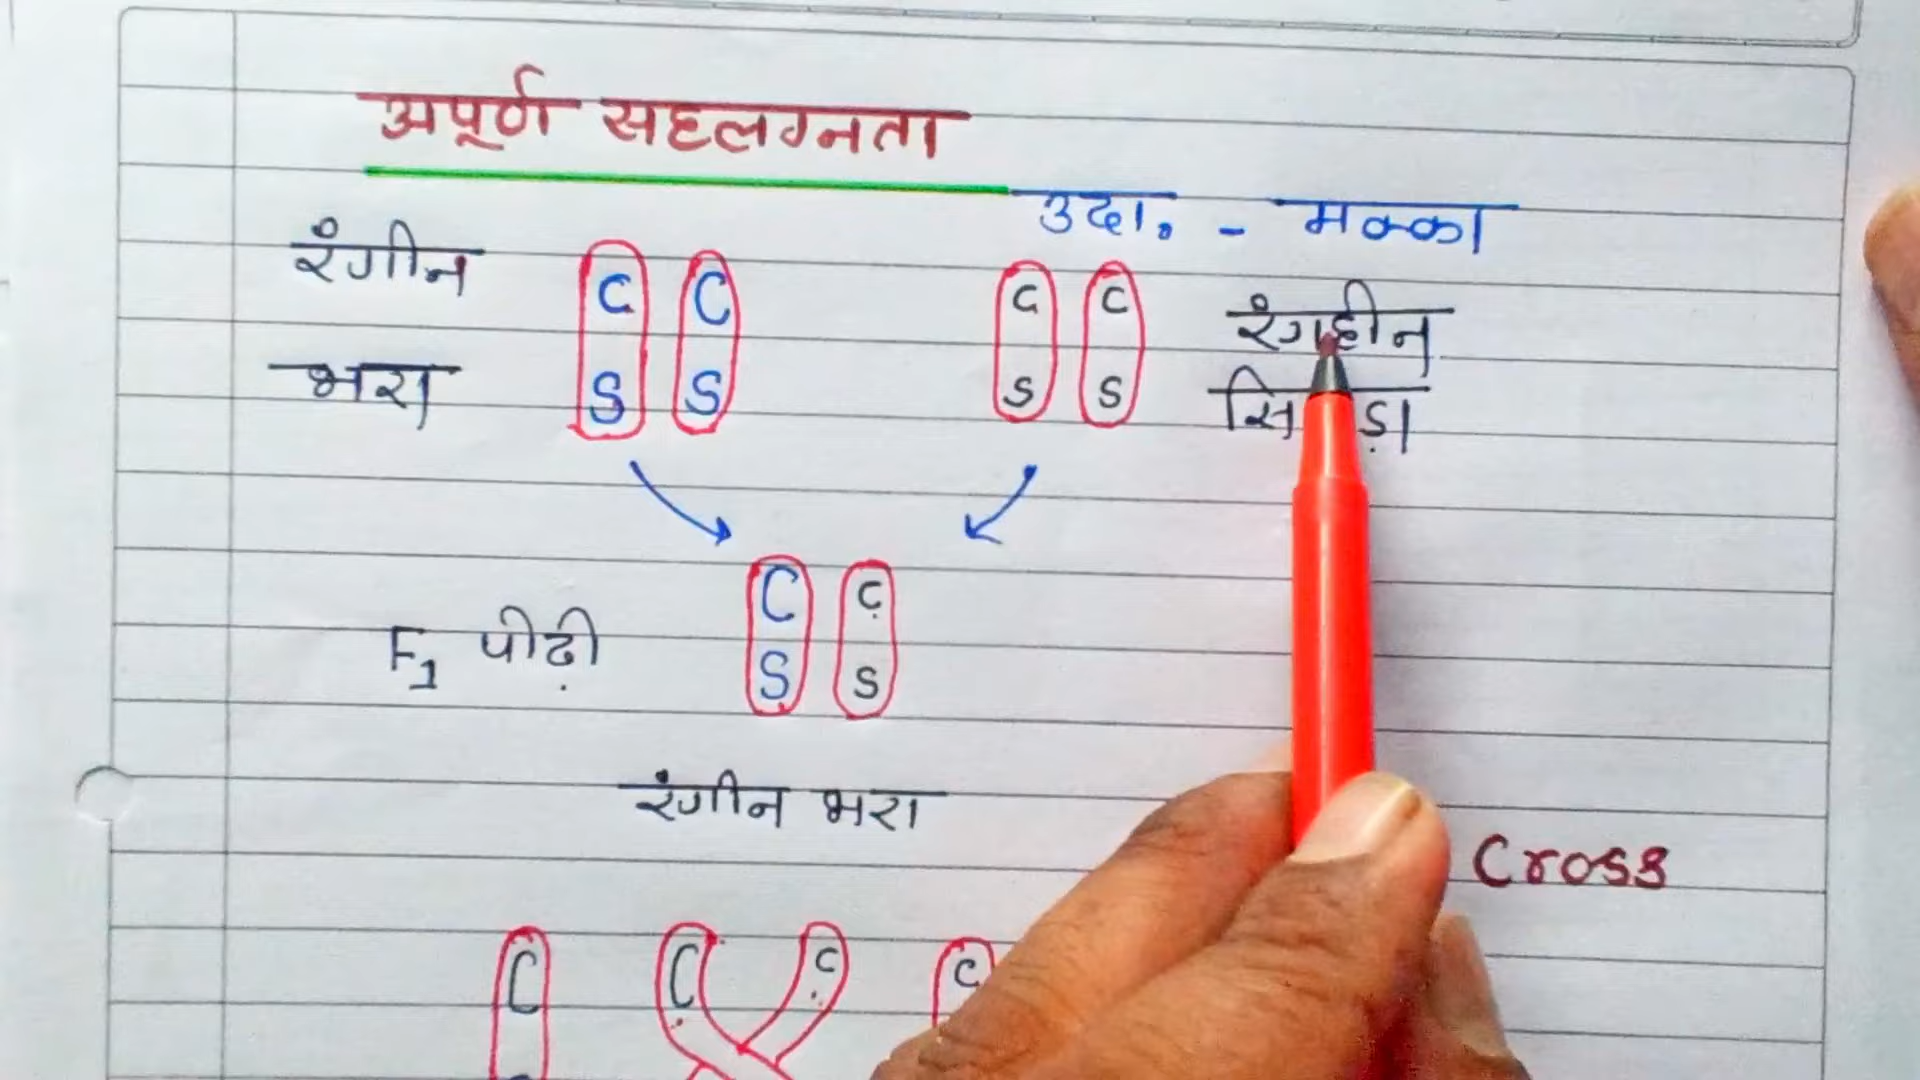 अपूर्ण सहलग्नता
उदा. - मक्का
रंगीन C C c c रंगहीन
भरा S S s s
F1 पीढ़ी C c
S s
रंगीन भरा
Cross
C C c c